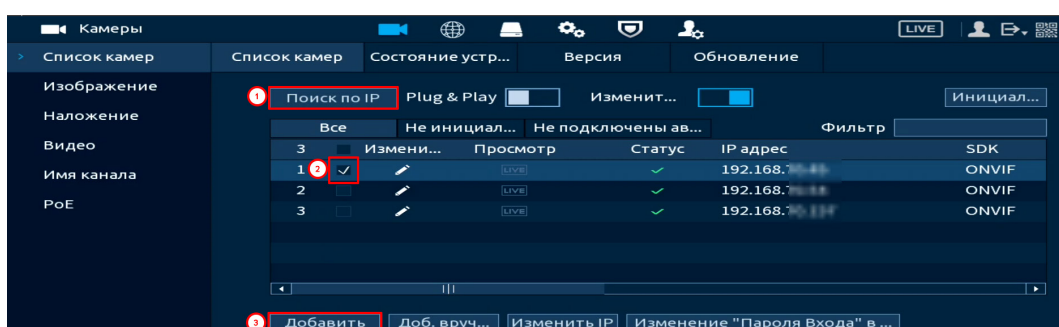 Камеры LIVE
Список камер Список камер Состояние устр... Версия Обновление
Изображение
1 Поиск по IP Plug & Play Изменит... Инициал...
Наложение
Все Не инициал... Не подключены ав... Фильтр
Видео
3 Измени... Просмотр Статус IP адрес SDK
Имя канала
1 2 LIVE 192.168. ONVIF
2 LIVE 192.168. ONVIF
PoE
3 LIVE 192.168. ONVIF
3 Добавить Доб. вруч... Изменить IP Изменение "Пароля Входа" в ...